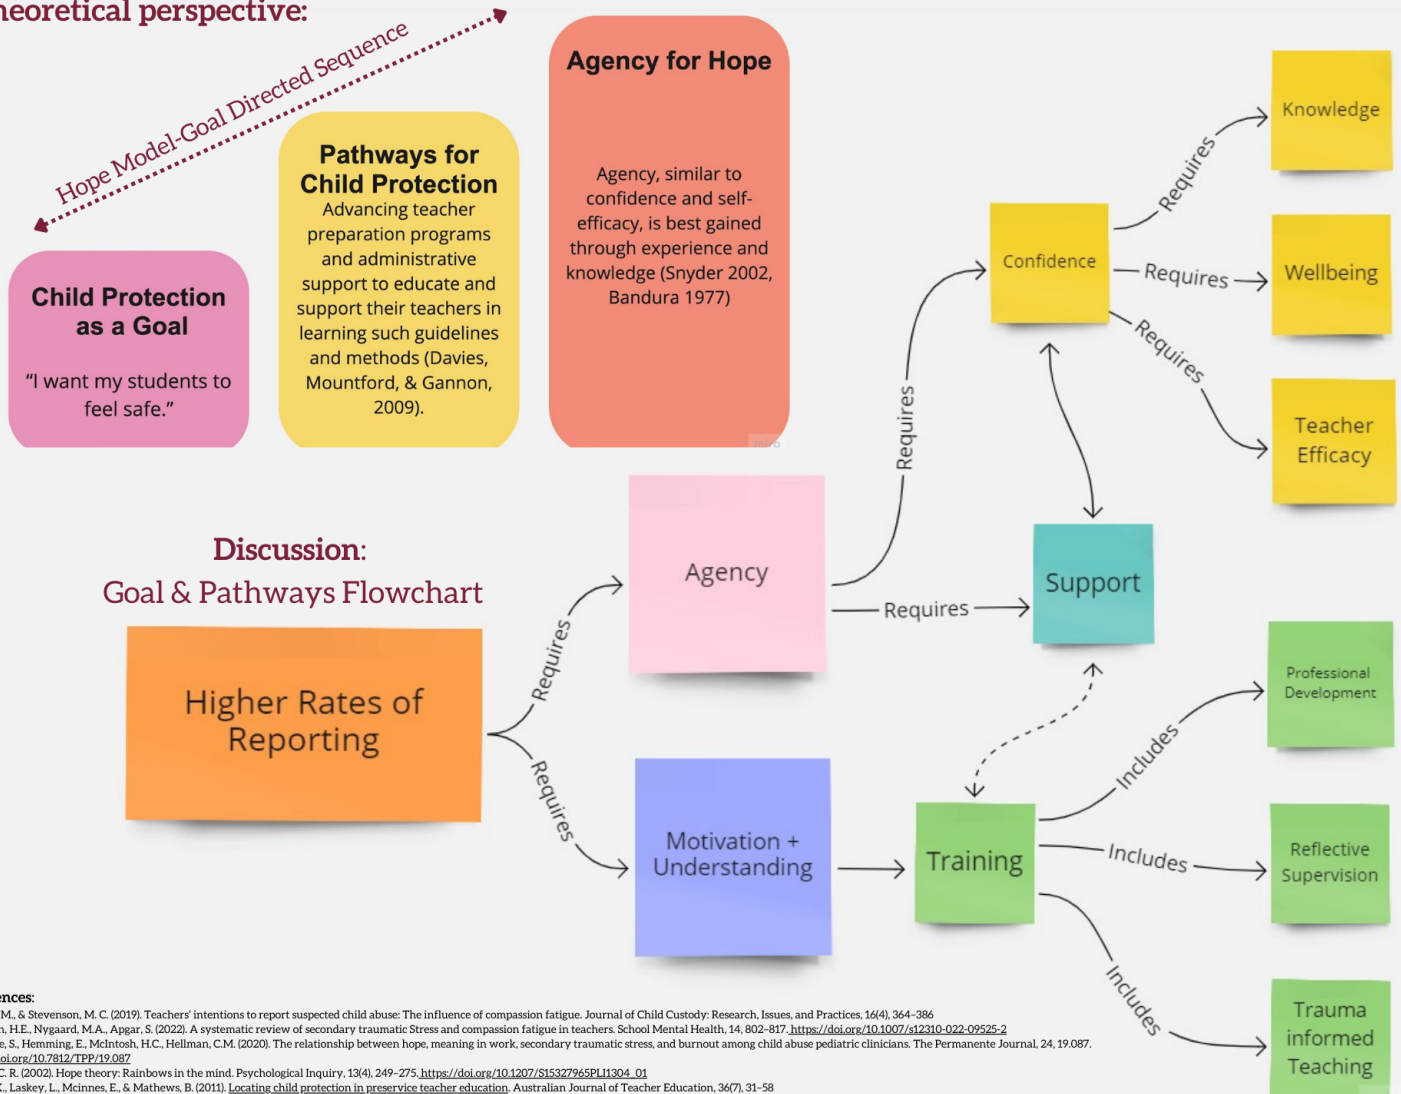 heoretical perspective:
Hope Model-Goal Directed Sequence
Child Protection
as a Goal
“I want my students to
feel safe.”
Pathways for
Child Protection
Advancing teacher
preparation programs
and administrative
support to educate and
support their teachers in
learning such guidelines
and methods (Davies,
Mountford, & Gannon,
2009).
Agency for Hope
Agency, similar to
confidence and self-
efficacy, is best gained
through experience and
knowledge (Snyder 2002,
Bandura 1977)
miro
Discussion:
Goal & Pathways Flowchart
Higher Rates of
Reporting
Requires
Requires
Agency
Requires
Requires
Confidence
Requires
Requires
Requires
Knowledge
Wellbeing
Teacher
Efficacy
Support
Motivation +
Understanding
Training
Includes
Includes
Includes
Professional
Development
Reflective
Supervision
Trauma
informed
Teaching
ences:
M., & Stevenson, M. C. (2019). Teachers' intentions to report suspected child abuse: The influence of compassion fatigue. Journal of Child Custody: Research, Issues, and Practices, 16(4), 364–386
n, H.E., Nygaard, M.A., Apgar, S. (2022). A systematic review of secondary traumatic Stress and compassion fatigue in teachers. School Mental Health, 14, 802–817. https://doi.org/10.1007/s12310-022-09525-2
e, S., Hemming, E., McIntosh, H.C., Hellman, C.M. (2020). The relationship between hope, meaning in work, secondary traumatic stress, and burnout among child abuse pediatric clinicians. The Permanente Journal, 24, 19.087.
oi.org/10.7812/TPP/19.087
C. R. (2002). Hope theory: Rainbows in the mind. Psychological Inquiry, 13(4), 249–275. https://doi.org/10.1207/S15327965PLI1304_01
., Laskey, L., Mcinnes, E., & Mathews, B. (2011). Locating child protection in preservice teacher education. Australian Journal of Teacher Education, 36(7), 31–58